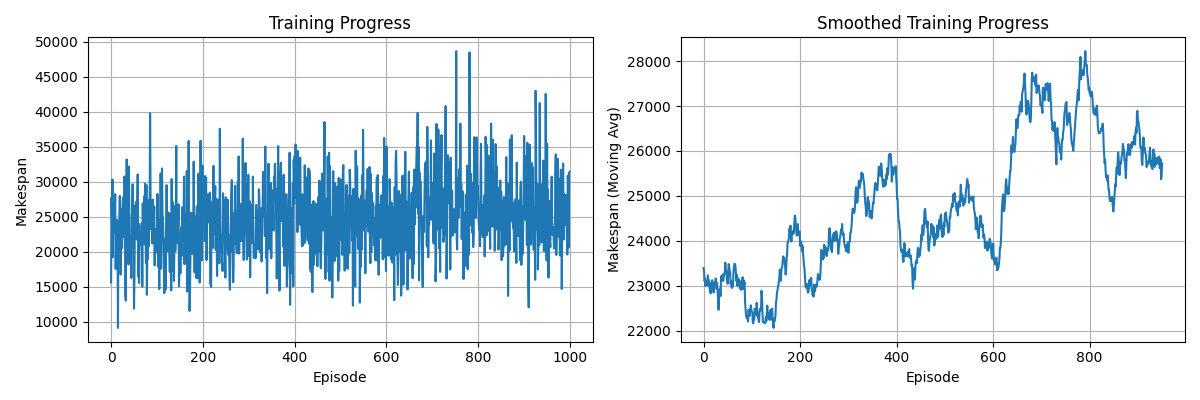 Training Progress
50000
45000
40000
35000
30000
25000
20000
15000
10000
Makespan
0 200 400 600 800 1000
Episode
Smoothed Training Progress
28000
27000
26000
25000
24000
23000
22000
Makespan (Moving Avg)
0 200 400 600 800
Episode